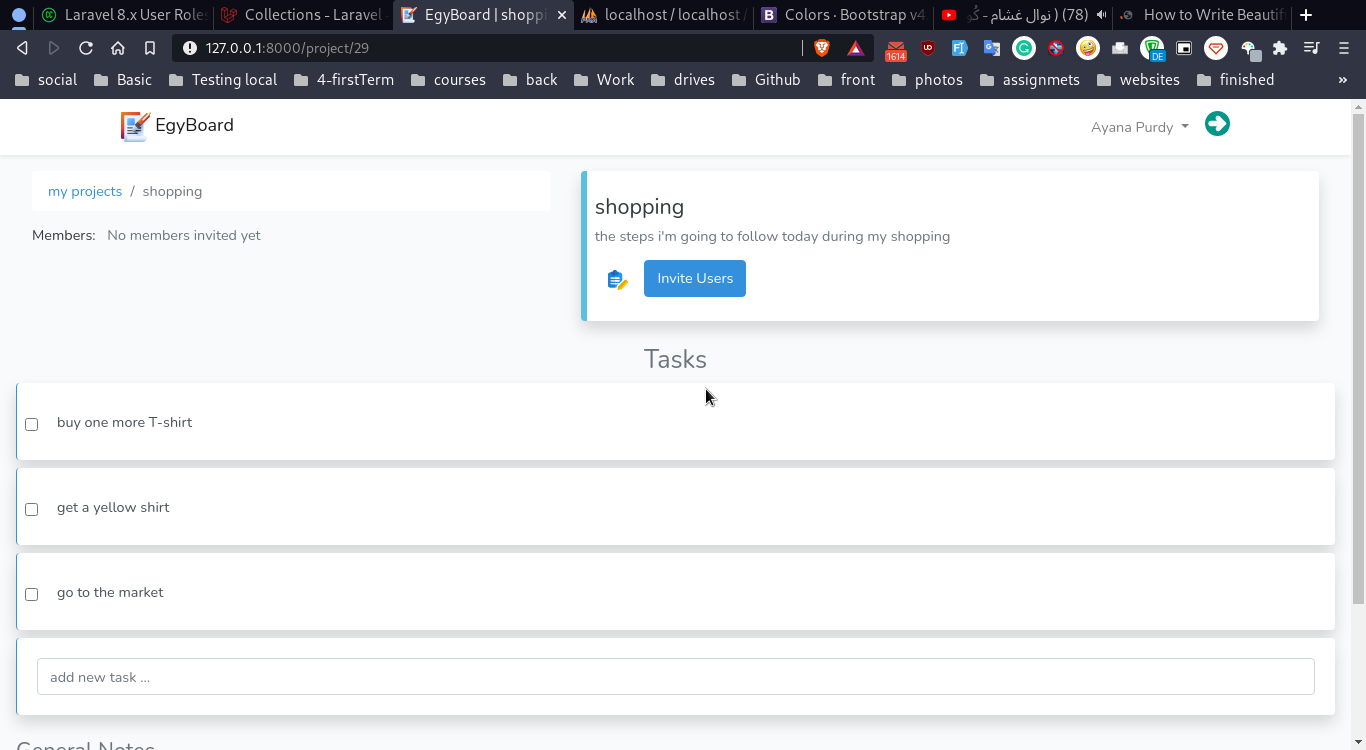 Laravel 8.x User Roles
Collections - Laravel
EgyBoard | shoppi
localhost / localhost /
Colors · Bootstrap v4
(78) نوال غشام - كُو
How to Write Beautif
127.0.0.1:8000/project/29
1614
DE
social
Basic
Testing local
4-firstTerm
courses
back
Work
drives
Github
front
photos
assignmets
websites
finished
»
EgyBoard
Ayana Purdy
my projects / shopping
Members: No members invited yet
shopping
the steps i'm going to follow today during my shopping
Invite Users
Tasks
buy one more T-shirt
get a yellow shirt
go to the market
add new task ...
General Notes